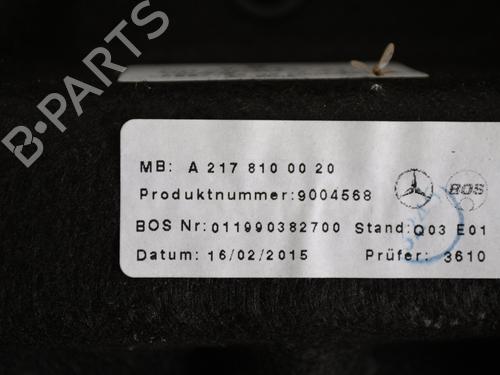 MB: A 217 810 00 20
Produktnummer:9004568
BOS
BOS Nr:011990382700 Stand:Q03 E01
Datum: 16/02/2015 Prüfer: 3610
B-PARTS